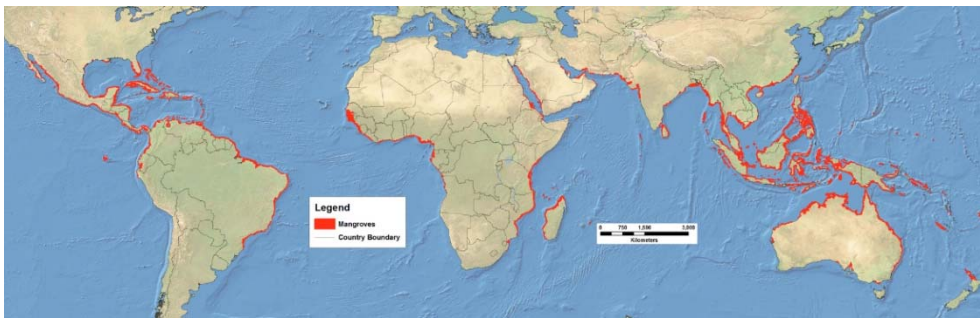 Legend
Mangroves
Country Boundary
0 750 1,500 3,000
Kilometers